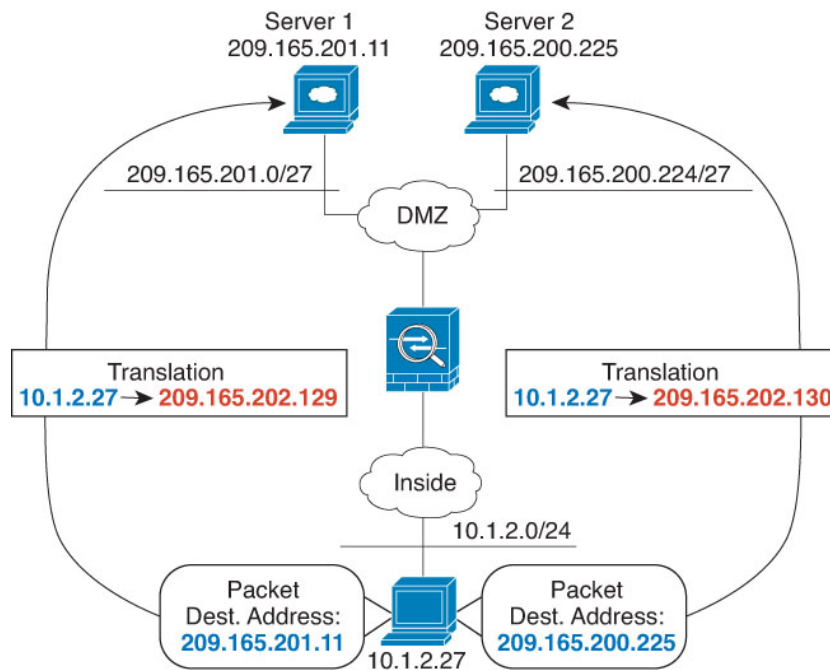 Server 1
209.165.201.11
Server 2
209.165.200.225
209.165.201.0/27
209.165.200.224/27
DMZ
Translation
10.1.2.27 → 209.165.202.129
Translation
10.1.2.27 → 209.165.202.130
Inside
10.1.2.0/24
Packet
Dest. Address:
209.165.201.11
Packet
Dest. Address:
209.165.200.225
10.1.2.27